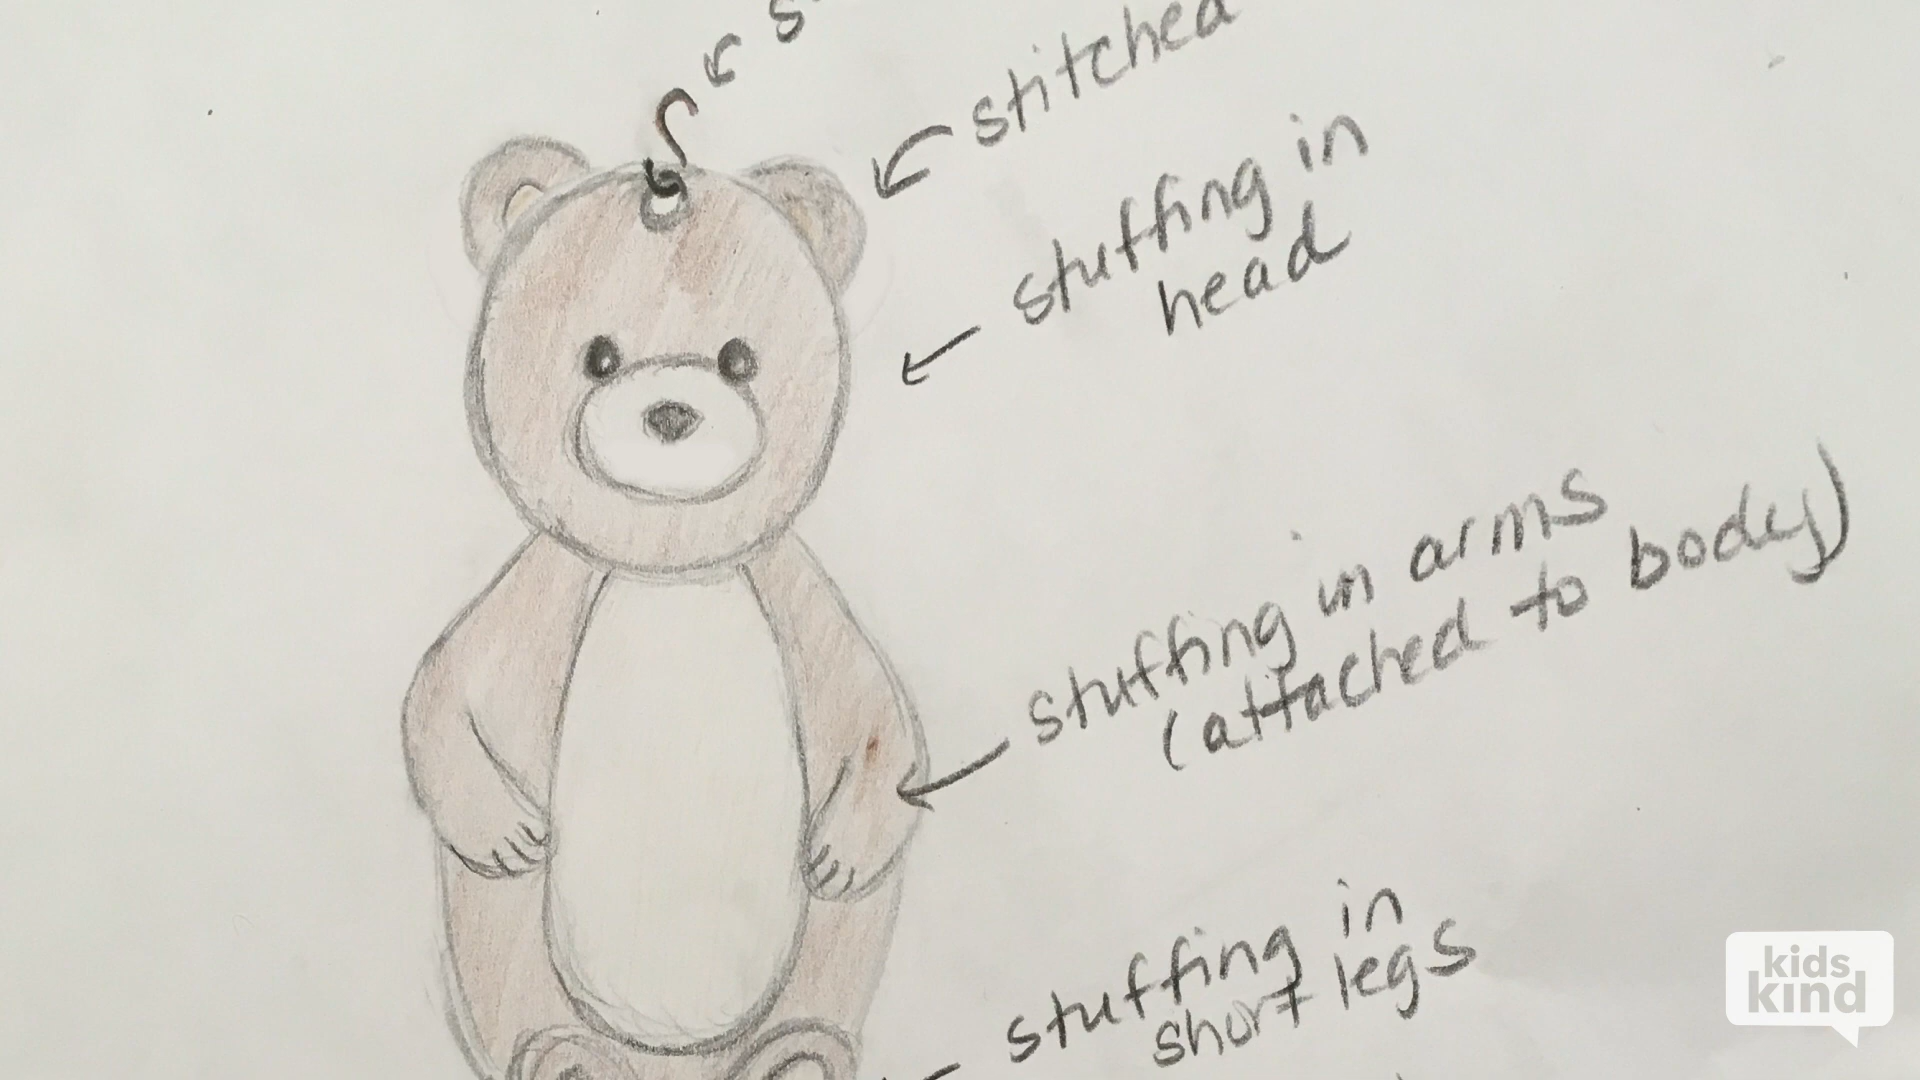 stitched
stuffing in
head
stuffing in arms
(attached to body)
stuffing in
short legs
kids
kind